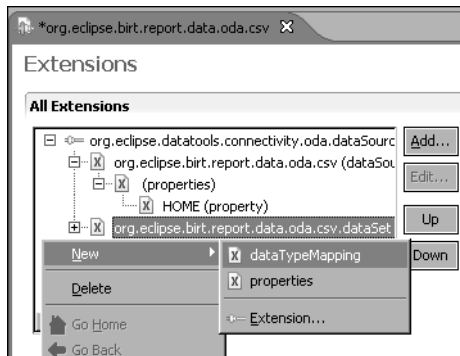 *org.eclipse.birt.report.data.oda.csv
Extensions
All Extensions
org.eclipse.datatools.connectivity.oda.dataSourc
Add...
org.eclipse.birt.report.data.oda.csv (dataSou
Edit...
(properties)
HOME (property)
Up
org.eclipse.birt.report.data.oda.csv.dataSet
New
dataTypeMapping
Down
properties
Delete
Extension...
Go Home
Go Back